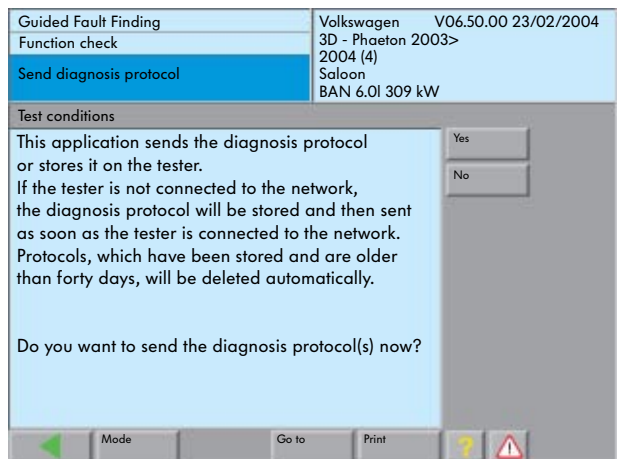 Guided Fault Finding
Function check
Send diagnosis protocol
Volkswagen V06.50.00 23/02/2004
3D - Phaeton 2003>
2004 (4)
Saloon
BAN 6.0l 309 kW
Test conditions
This application sends the diagnosis protocol
or stores it on the tester.
If the tester is not connected to the network,
the diagnosis protocol will be stored and then sent
as soon as the tester is connected to the network.
Protocols, which have been stored and are older
than forty days, will be deleted automatically.
Do you want to send the diagnosis protocol(s) now?
Yes
No
Mode
Go to
Print
?